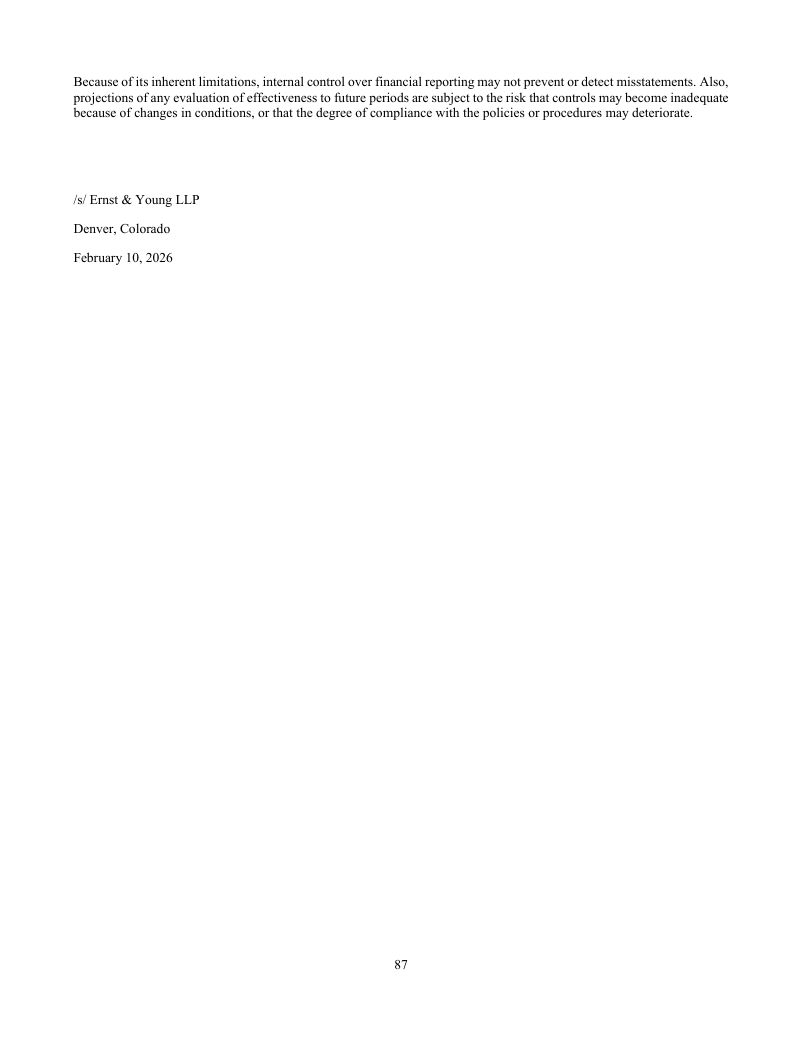 Because of its inherent limitations, internal control over financial reporting may not prevent or detect misstatements. Also,
projections of any evaluation of effectiveness to future periods are subject to the risk that controls may become inadequate
because of changes in conditions, or that the degree of compliance with the policies or procedures may deteriorate.
/s/ Ernst & Young LLP
Denver, Colorado
February 10, 2026
87